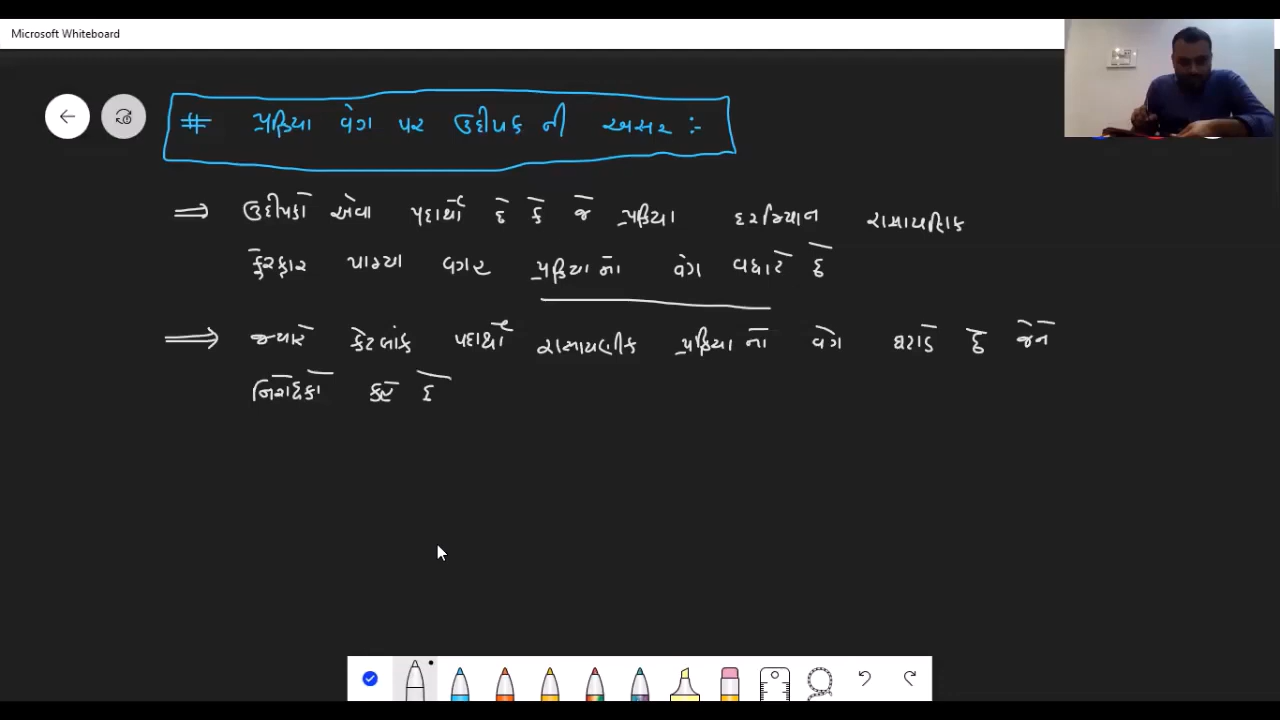 Microsoft Whiteboard
# પ્રક્રિયા વેગ પર ઉદ્દીપક ની અસર :-
⇒ ઉદ્દીપકો એવા પદાર્થો છે કે જે પ્રક્રિયા દરમિયાન રાસાયણિક
ફેરફાર પામ્યા વગર પ્રક્રિયાનો વેગ વધારે છે
⇒ જ્યારે કેટલાંક પદાર્થો રાસાયણીક પ્રક્રિયાનો વેગ ઘટાડે છે જેને
નિરોદકો કહે છે